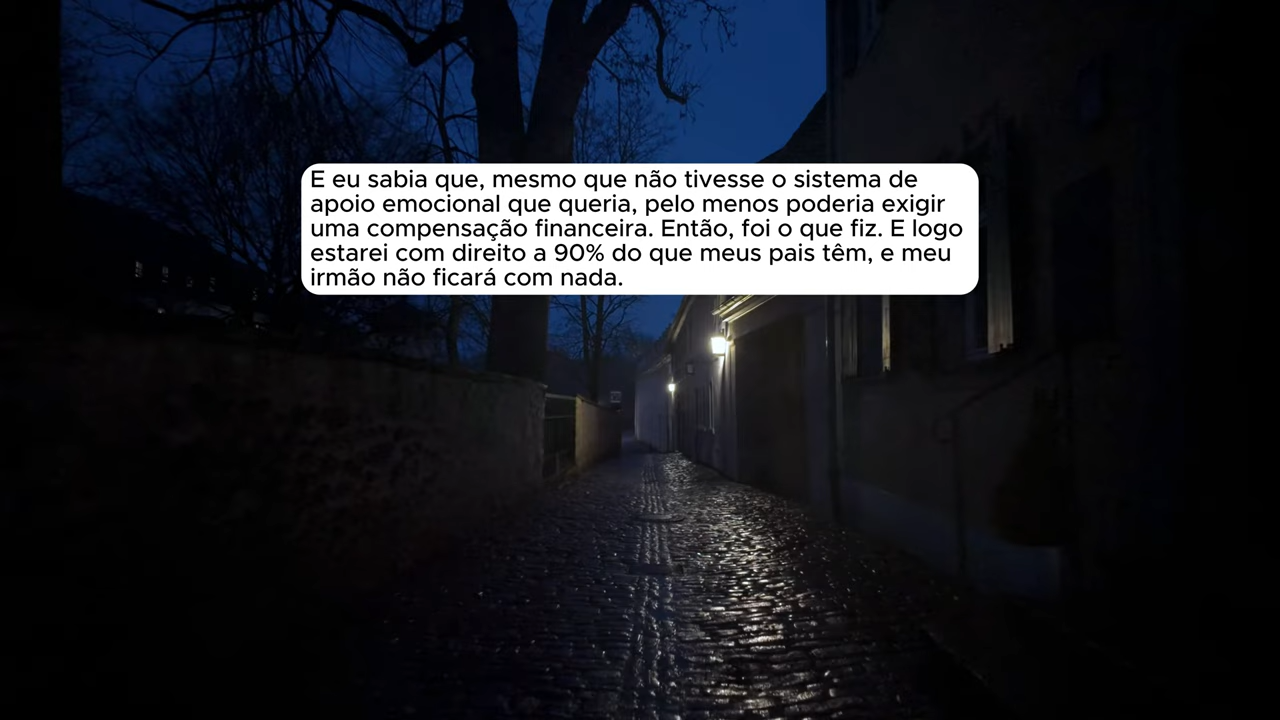 E eu sabia que, mesmo que não tivesse o sistema de
apoio emocional que queria, pelo menos poderia exigir
uma compensação financeira. Então, foi o que fiz. E logo
estarei com direito a 90% do que meus pais têm, e meu
irmão não ficará com nada.